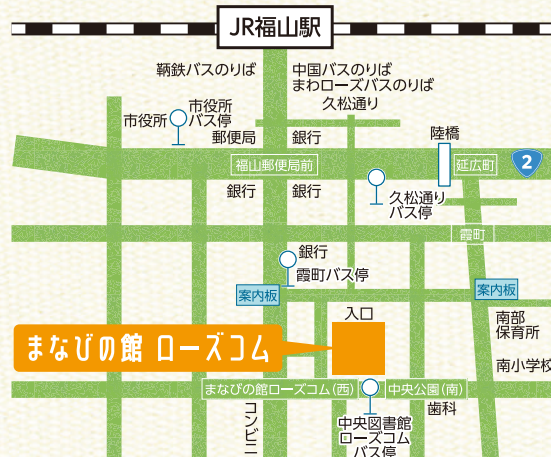 JR福山駅
鞆鉄バスのりば
中国バスのりば
まわローズバスのりば
久松通り
市役所
市役所
バス停
郵便局
銀行
陸橋
福山郵便局前
延広町
2
銀行
銀行
久松通り
バス停
霞町
銀行
霞町バス停
案内板
案内板
入口
南部
保育所
まなびの館 ローズコム
南小学校
まなびの館ローズコム(西)
中央公園(南)
コンビニ
歯科
中央図書館
ローズコム
バス停